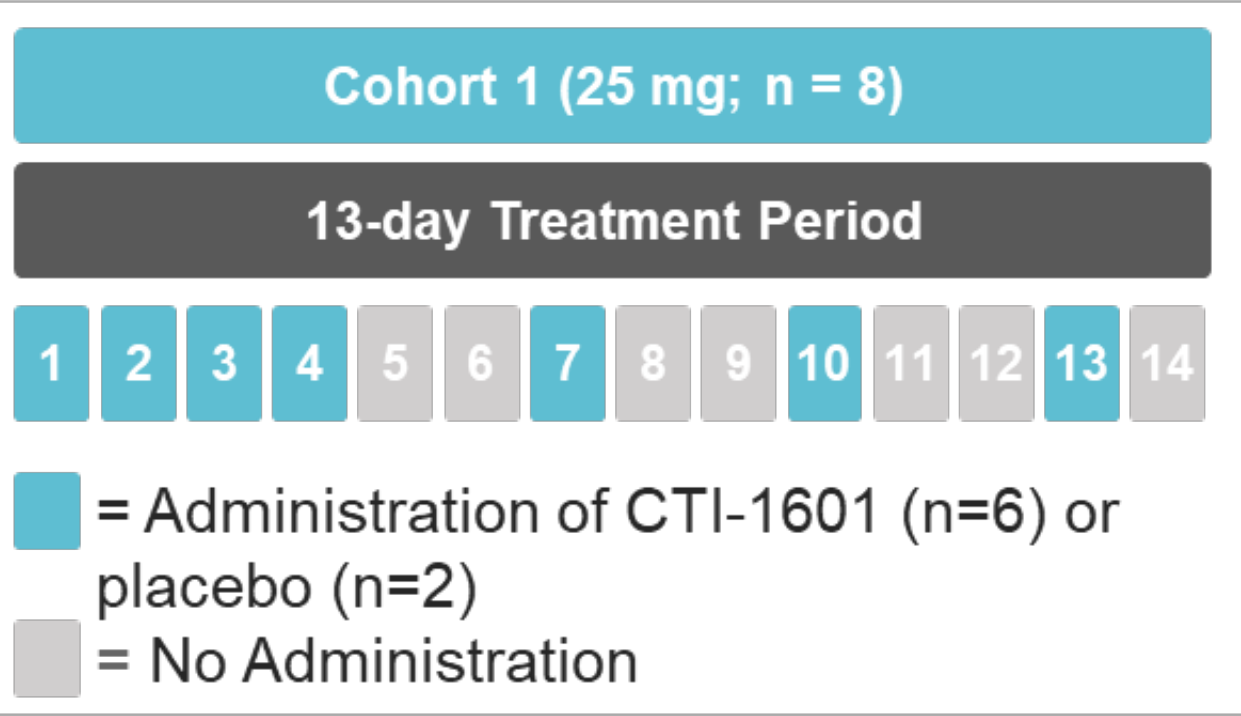 Cohort 1 (25 mg; n = 8)
13-day Treatment Period
1 2 3 4 5 6 7 8 9 10 11 12 13 14
= Administration of CTI-1601 (n=6) or
placebo (n=2)
= No Administration